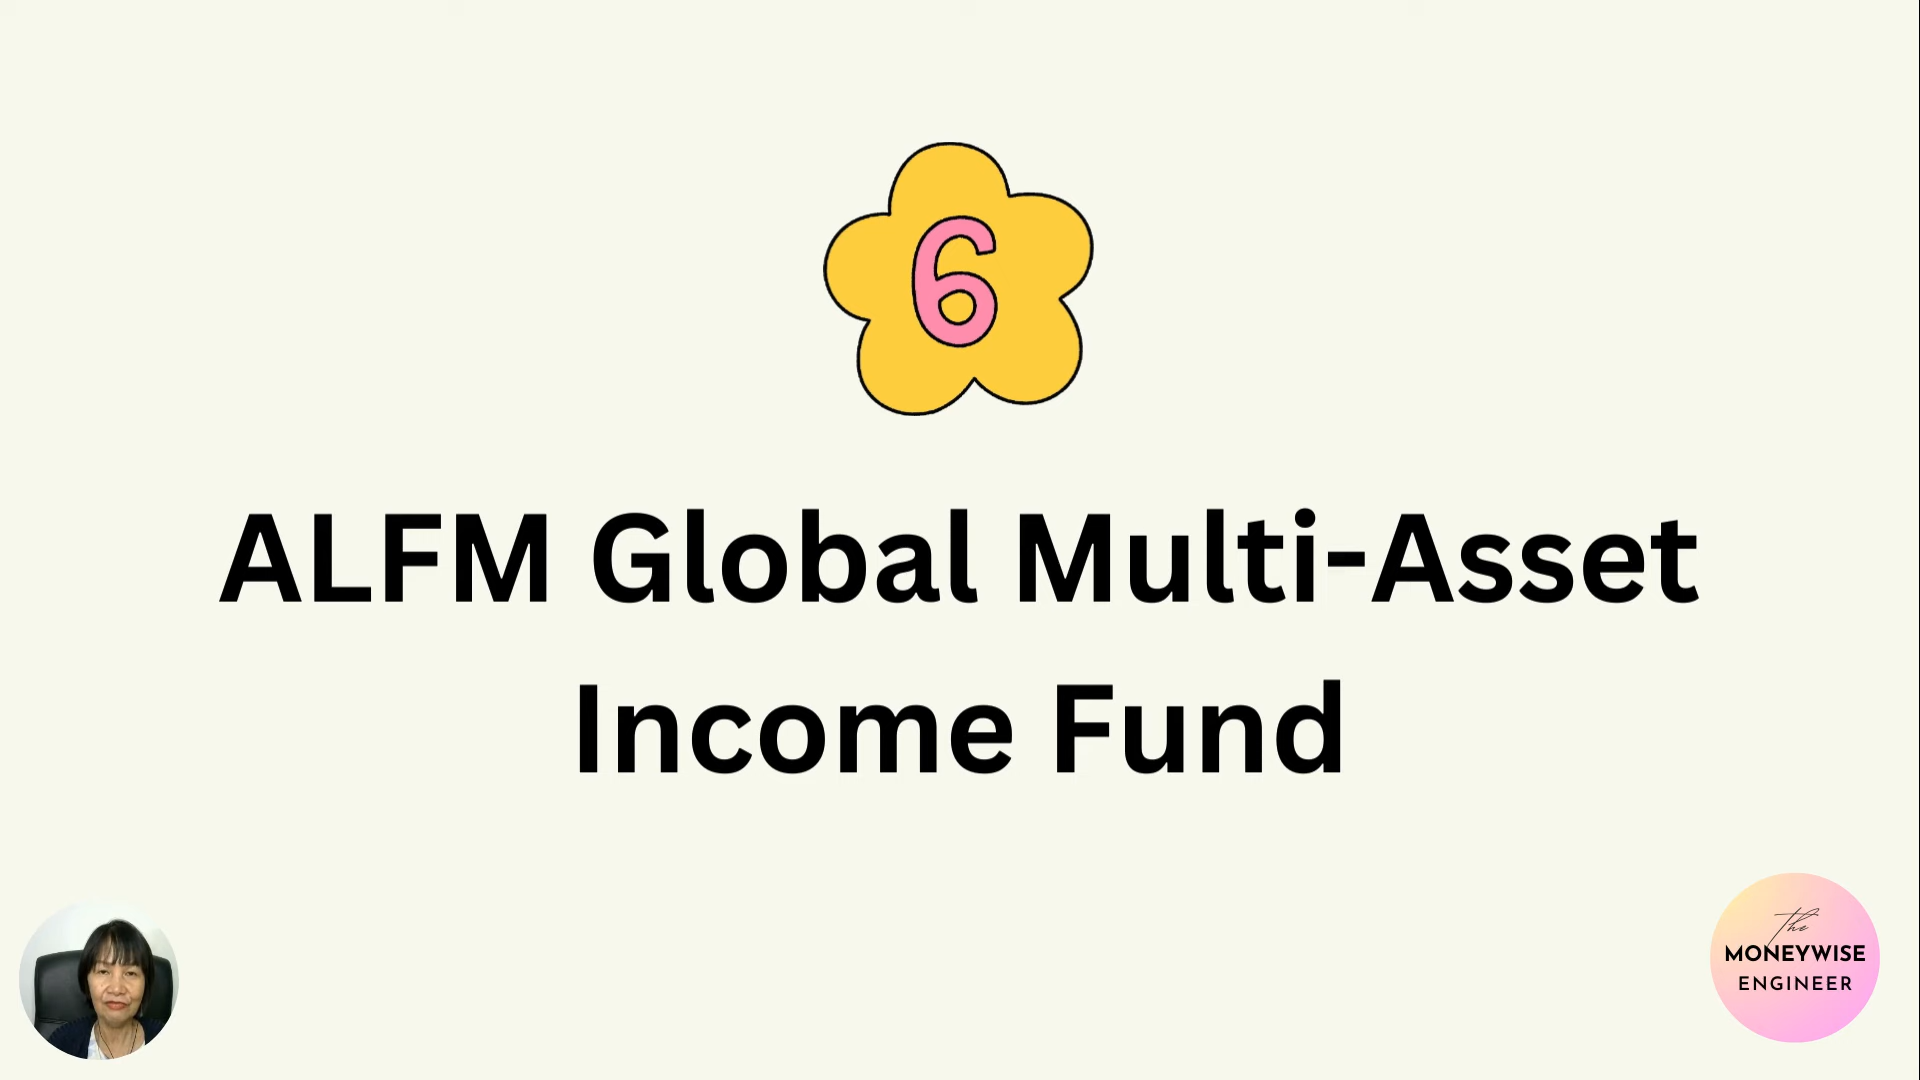 6
ALFM Global Multi-Asset
Income Fund
the
MONEYWISE
ENGINEER